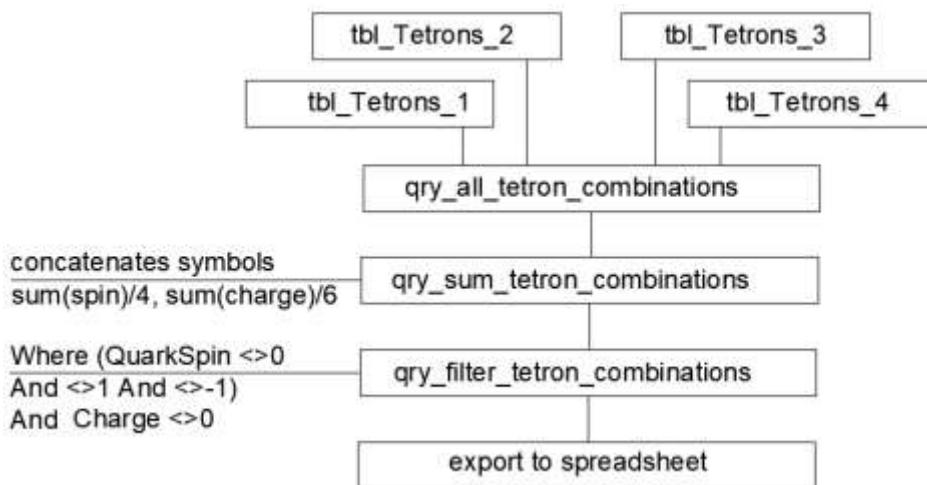 tbl_Tetrons_2
tbl_Tetrons_3
tbl_Tetrons_1
tbl_Tetrons_4
qry_all_tetron_combinations
concatenates symbols
sum(spin)/4, sum(charge)/6
qry_sum_tetron_combinations
Where (QuarkSpin <>0
And <>1 And <>-1)
And Charge <>0
qry_filter_tetron_combinations
export to spreadsheet